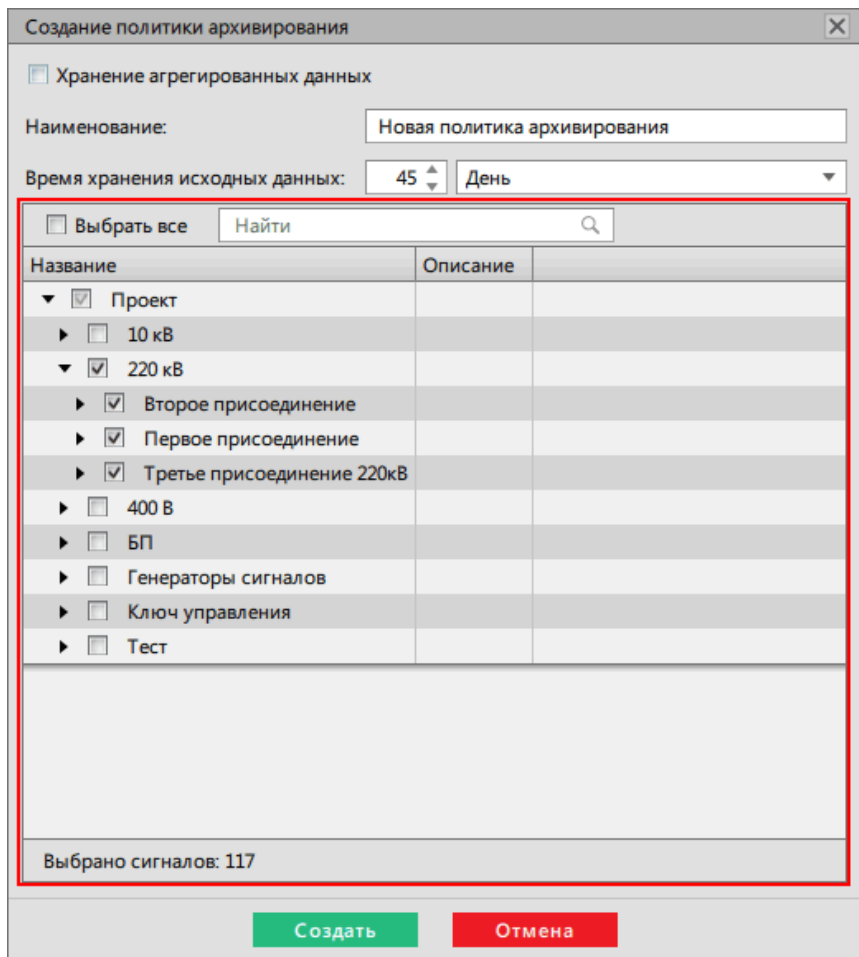 Создание политики архивирования
Хранение агрегированных данных
Наименование: Новая политика архивирования
Время хранения исходных данных: 45 День
Выбрать все Найти
Название Описание
Проект
10 кВ
220 кВ
Второе присоединение
Первое присоединение
Третье присоединение 220кВ
400 В
БП
Генераторы сигналов
Ключ управления
Тест
Выбрано сигналов: 117
Создать Отмена